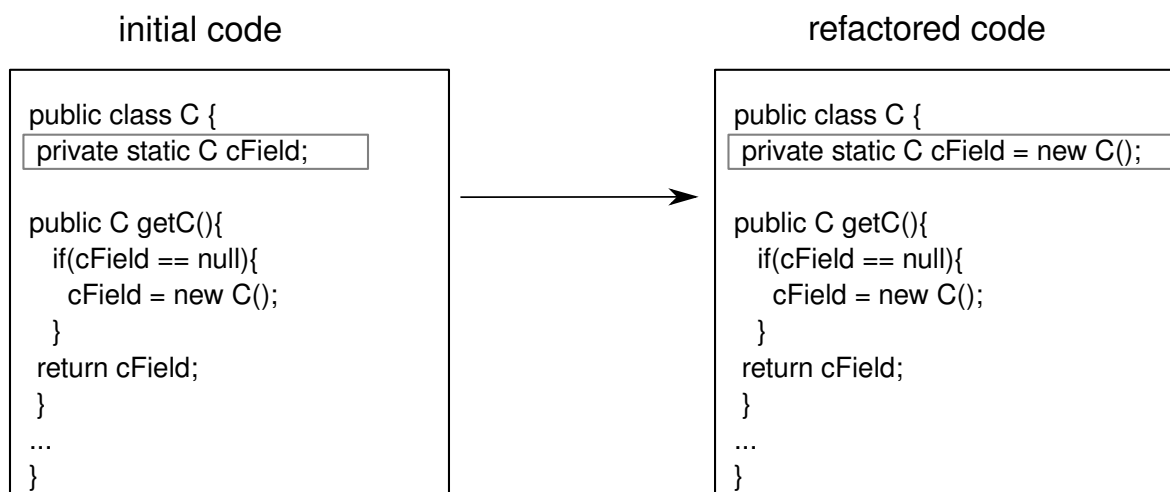 initial code
public class C {
private static C cField;
public C getC(){
if(cField == null){
cField = new C();
}
return cField;
}
...
}
refactored code
public class C {
private static C cField = new C();
public C getC(){
if(cField == null){
cField = new C();
}
return cField;
}
...
}